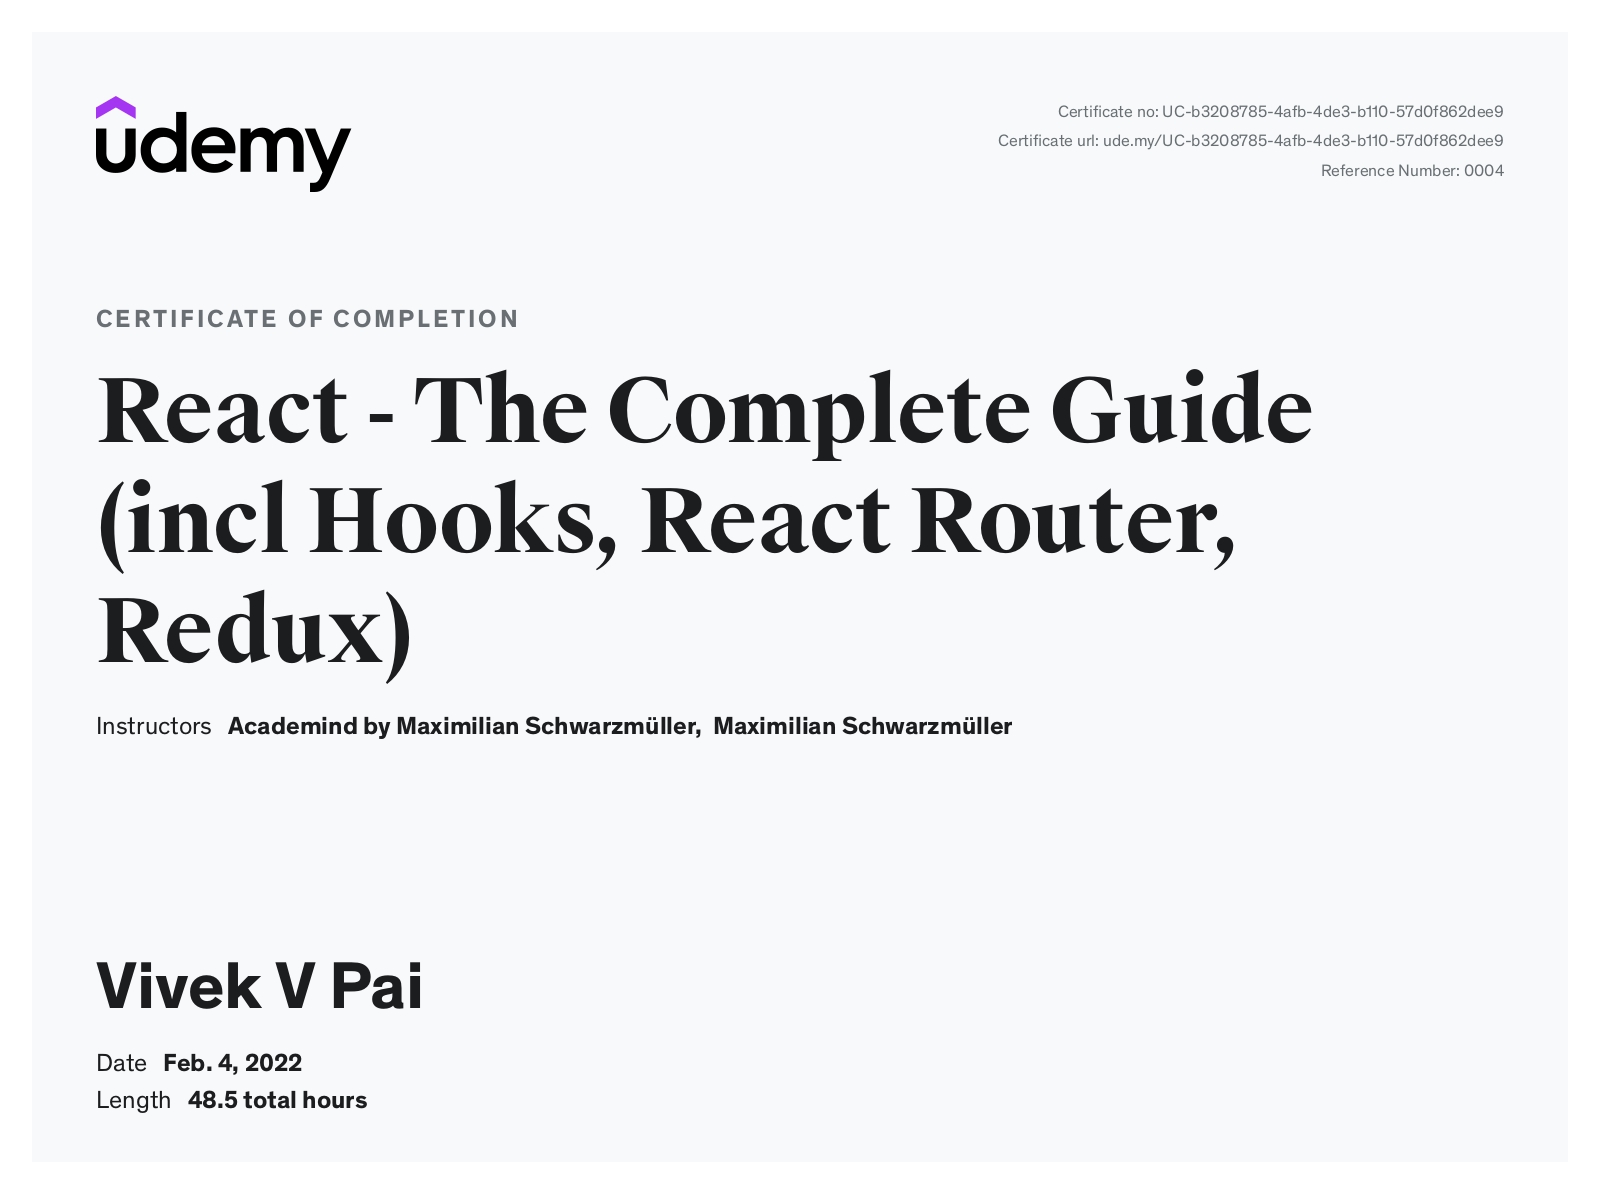 udemy
Certificate no: UC-b3208785-4afb-4de3-b110-57d0f862dee9
Certificate url: ude.my/UC-b3208785-4afb-4de3-b110-57d0f862dee9
Reference Number: 0004
CERTIFICATE OF COMPLETION
React - The Complete Guide
(incl Hooks, React Router,
Redux)
Instructors Academind by Maximilian Schwarzmüller, Maximilian Schwarzmüller
Vivek V Pai
Date Feb. 4, 2022
Length 48.5 total hours